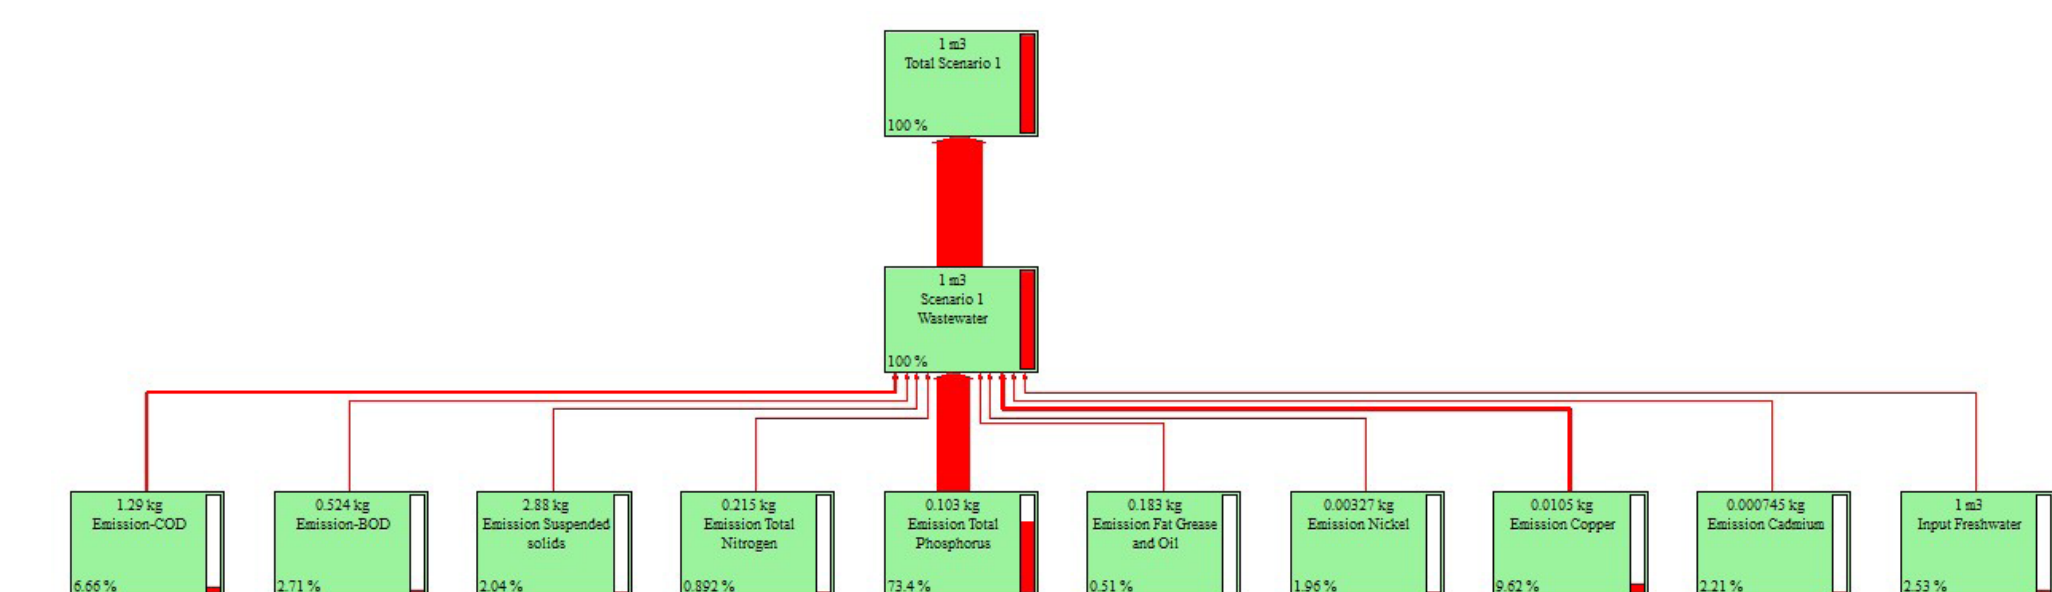 1 m3
Total Scenario 1
100 %
1 m3
Scenario 1
Wastewater
100 %
1.29 kg
Emission-COD
6.66 %
0.524 kg
Emission-BOD
2.71 %
2.88 kg
Emission Suspended
solids
2.04 %
0.215 kg
Emission Total
Nitrogen
0.892 %
0.103 kg
Emission Total
Phosphorus
73.4 %
0.183 kg
Emission Fat Grease
and Oil
0.51 %
0.00327 kg
Emission Nickel
1.96 %
0.0105 kg
Emission Copper
9.62 %
0.000745 kg
Emission Cadmium
2.21 %
1 m3
Input Freshwater
2.53 %